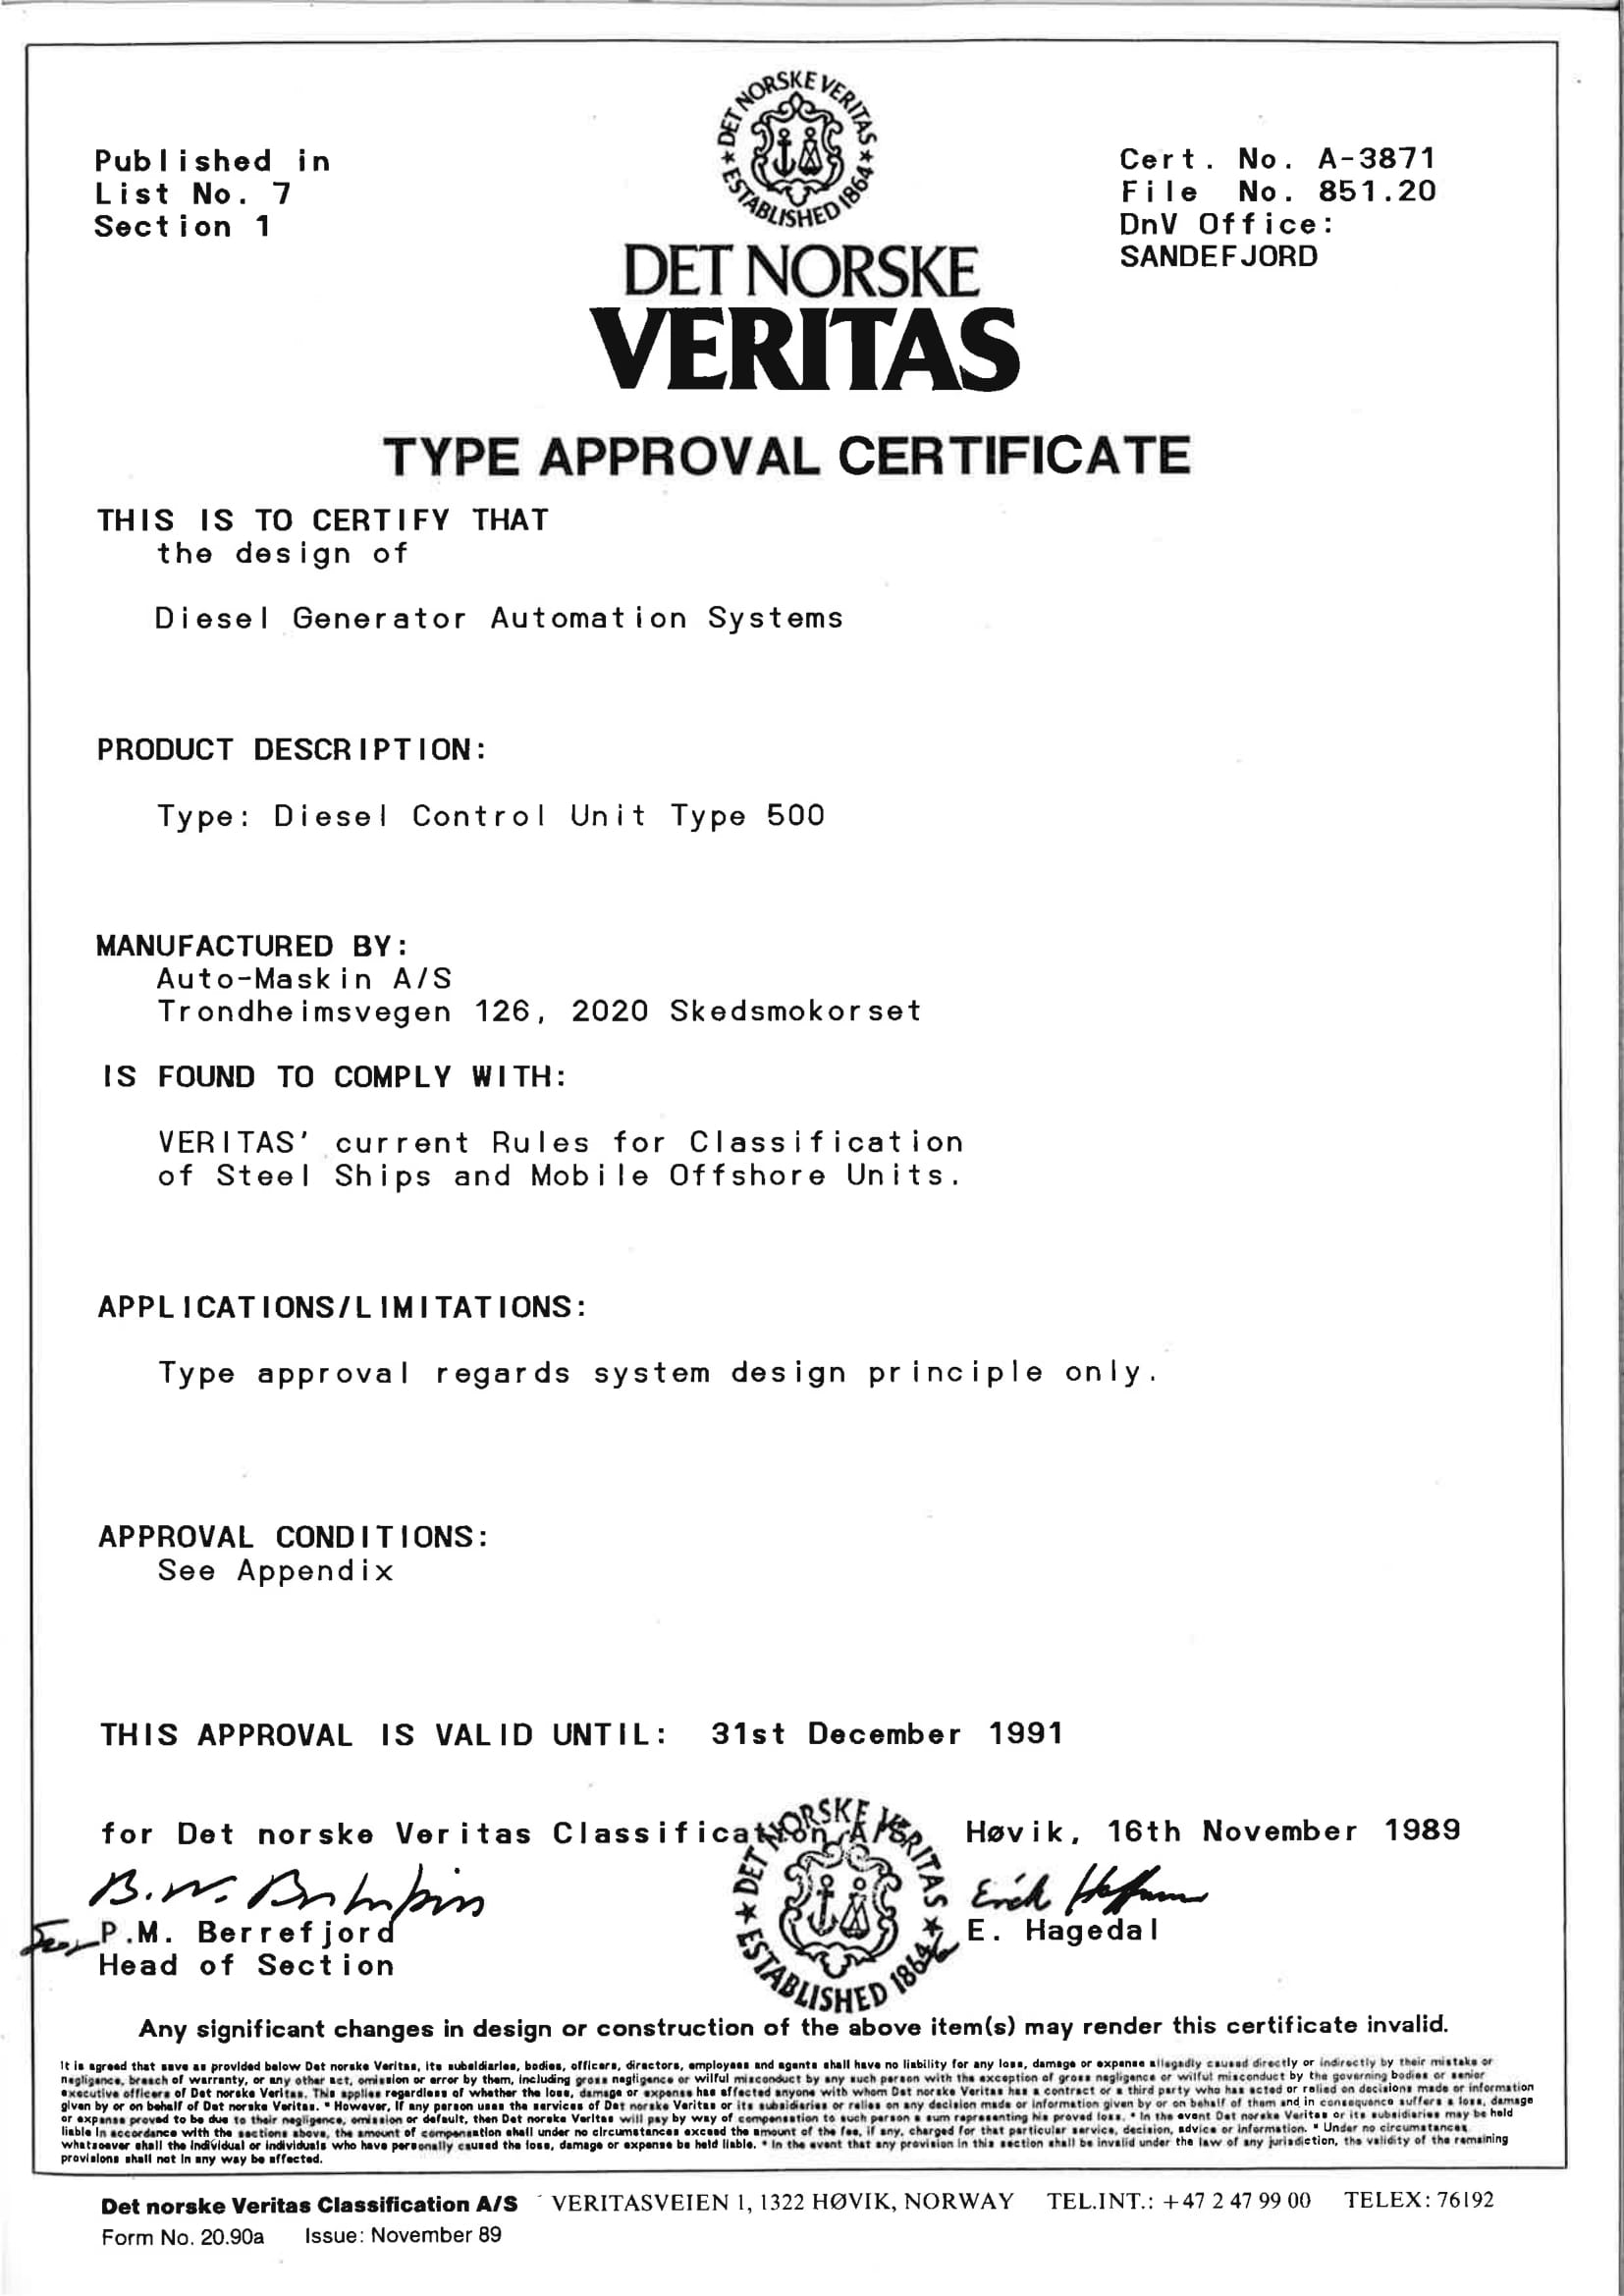 Published in
List No. 7
Section 1
DET NORSKE VERITAS
ESTABLISHED 1864
Cert. No. A-3871
File No. 851.20
DnV Office:
SANDEFJORD
DET NORSKE
VERITAS
TYPE APPROVAL CERTIFICATE
THIS IS TO CERTIFY THAT
the design of
Diesel Generator Automation Systems
PRODUCT DESCRIPTION:
Type: Diesel Control Unit Type 500
MANUFACTURED BY:
Auto-Maskin A/S
Trondheimsvegen 126, 2020 Skedsmokorset
IS FOUND TO COMPLY WITH:
VERITAS' current Rules for Classification
of Steel Ships and Mobile Offshore Units.
APPLICATIONS/LIMITATIONS:
Type approval regards system design principle only.
APPROVAL CONDITIONS:
See Appendix
THIS APPROVAL IS VALID UNTIL: 31st December 1991
for Det norske Veritas Classification A/S
Høvik, 16th November 1989
DET NORSKE VERITAS
ESTABLISHED 1864
for P.M. Berrefjord
Head of Section
E. Hagedal
Any significant changes in design or construction of the above item(s) may render this certificate invalid.
It is agreed that save as provided below Det norske Veritas, its subsidiaries, bodies, officers, directors, employees and agents shall have no liability for any loss, damage or expense allegedly caused directly or indirectly by their mistake or
negligence, breach of warranty, or any other act, omission or error by them, including gross negligence or wilful misconduct by any such person with the exception of gross negligence or wilful misconduct by the governing bodies or senior
executive officers of Det norske Veritas. This applies regardless of whether the loss, damage or expense has affected anyone with whom Det norske Veritas has a contract or a third party who has acted or relied on decisions made or information
given by or on behalf of Det norske Veritas. * However, if any person uses the services of Det norske Veritas or its subsidiaries or relies on any decision made or information given by or on behalf of them and in consequence suffers a loss, damage
or expense proved to be due to their negligence, omission or default, then Det norske Veritas will pay by way of compensation to such person a sum representing his proved loss. * In the event Det norske Veritas or its subsidiaries may be held
liable in accordance with the sections above, the amount of compensation shall under no circumstances exceed the amount of the fee, if any, charged for that particular service, decision, advice or information. * Under no circumstances
whatsoever shall the individual or individuals who have personally caused the loss, damage or expense be held liable. * In the event that any provision in this section shall be invalid under the law of any jurisdiction, the validity of the remaining
provisions shall not in any way be affected.
Det norske Veritas Classification A/S VERITASVEIEN 1, 1322 HØVIK, NORWAY TEL.INT.: +47 2 47 99 00 TELEX: 76192
Form No. 20.90a Issue: November 89